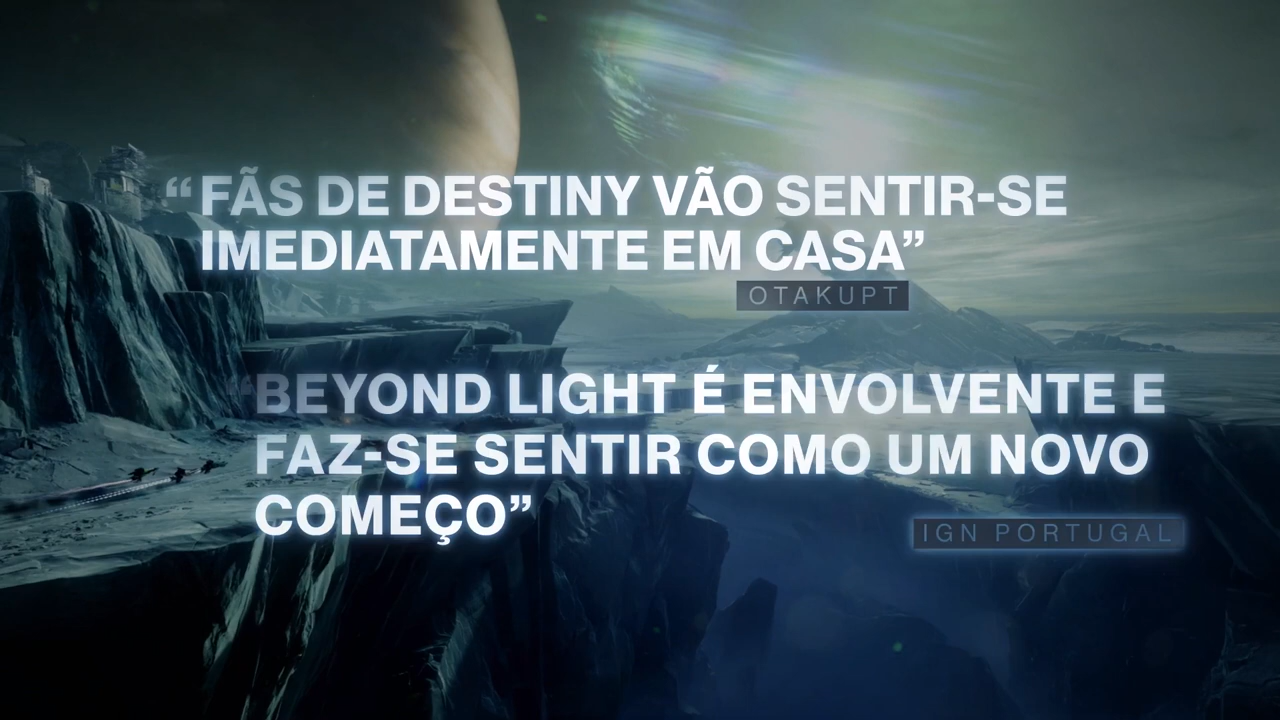 “FÃS DE DESTINY VÃO SENTIR-SE
IMEDIATAMENTE EM CASA”
OTAKUPT
“BEYOND LIGHT É ENVOLVENTE E
FAZ-SE SENTIR COMO UM NOVO
COMEÇO”
IGN PORTUGAL